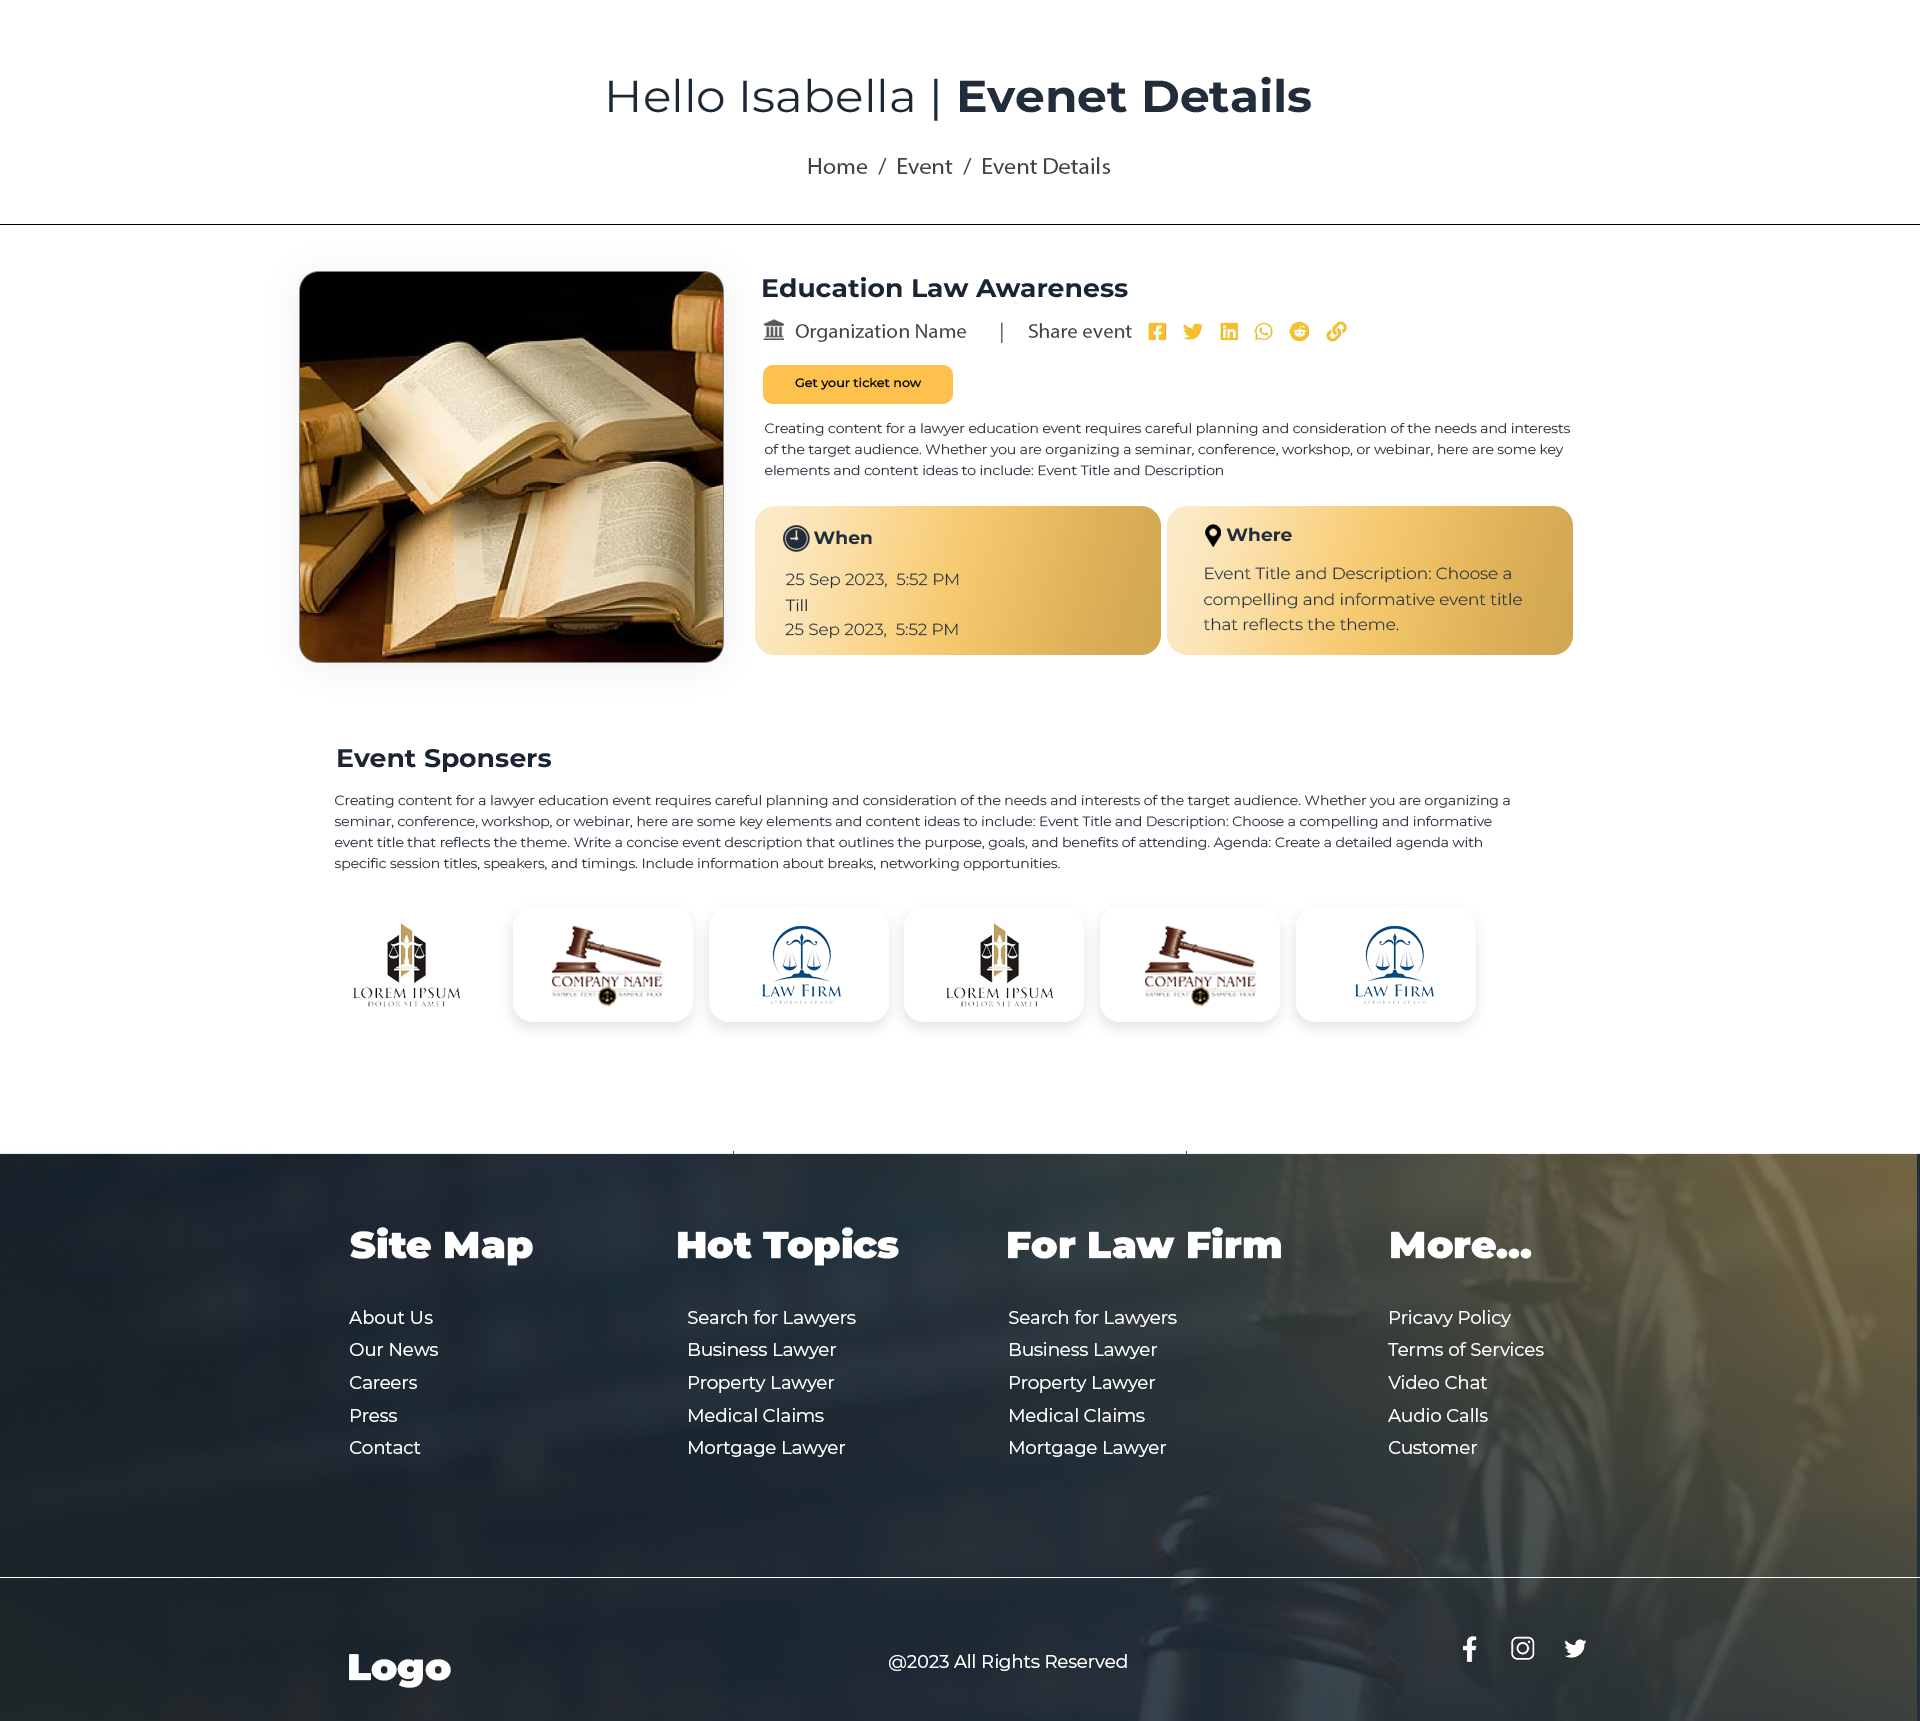 Hello Isabella | Evenet Details
Home / Event / Event Details
Education Law Awareness
Organization Name | Share event
Get your ticket now
Creating content for a lawyer education event requires careful planning and consideration of the needs and interests
of the target audience. Whether you are organizing a seminar, conference, workshop, or webinar, here are some key
elements and content ideas to include: Event Title and Description
When
25 Sep 2023, 5:52 PM
Till
25 Sep 2023, 5:52 PM
Where
Event Title and Description: Choose a
compelling and informative event title
that reflects the theme.
Event Sponsers
Creating content for a lawyer education event requires careful planning and consideration of the needs and interests of the target audience. Whether you are organizing a
seminar, conference, workshop, or webinar, here are some key elements and content ideas to include: Event Title and Description: Choose a compelling and informative
event title that reflects the theme. Write a concise event description that outlines the purpose, goals, and benefits of attending. Agenda: Create a detailed agenda with
specific session titles, speakers, and timings. Include information about breaks, networking opportunities.
LOREM IPSUM
DOLOR SIT AMET
COMPANY NAME
SAMPLE TEXT SAMPLE TEXT
LAW FIRM
ATTORNEY AT LAW
LOREM IPSUM
DOLOR SIT AMET
COMPANY NAME
SAMPLE TEXT SAMPLE TEXT
LAW FIRM
ATTORNEY AT LAW
Site Map
About Us
Our News
Careers
Press
Contact
Hot Topics
Search for Lawyers
Business Lawyer
Property Lawyer
Medical Claims
Mortgage Lawyer
For Law Firm
Search for Lawyers
Business Lawyer
Property Lawyer
Medical Claims
Mortgage Lawyer
More...
Pricavy Policy
Terms of Services
Video Chat
Audio Calls
Customer
Logo
@2023 All Rights Reserved